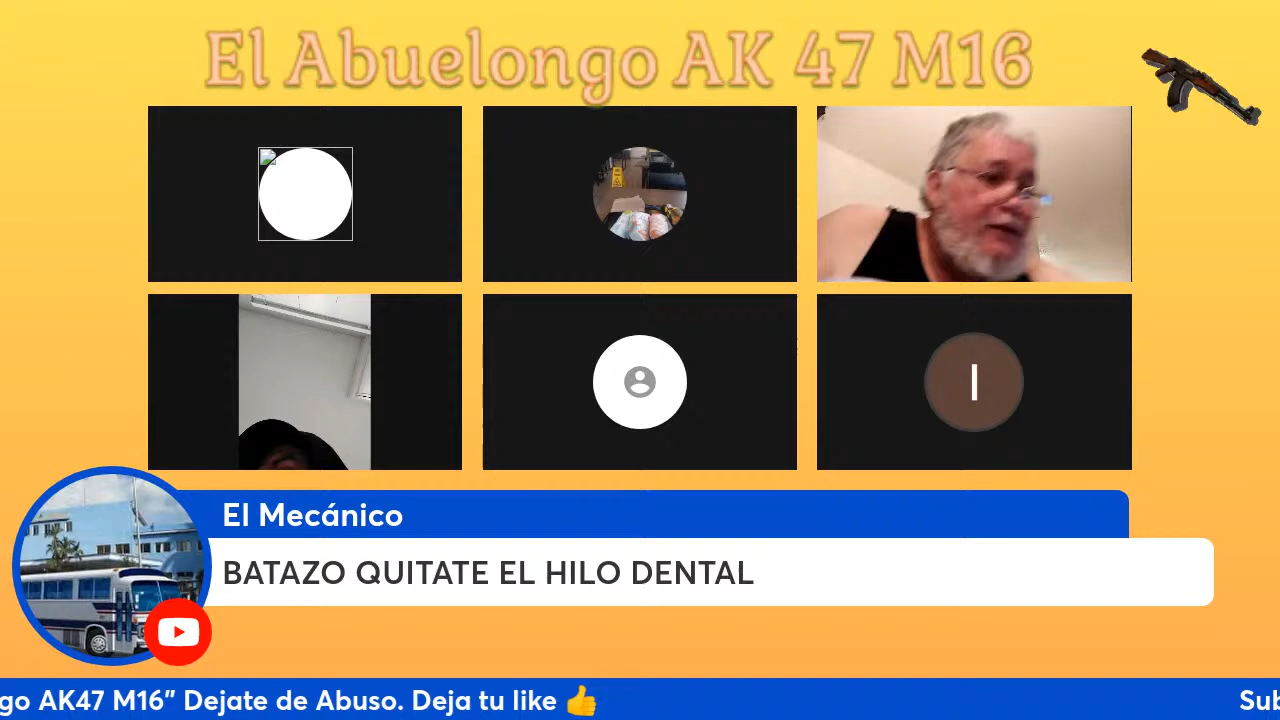 El Abuelongo AK 47 M16
I
El Mecánico
BATAZO QUITATE EL HILO DENTAL
go AK47 M16" Dejate de Abuso. Deja tu like 👍 Sub